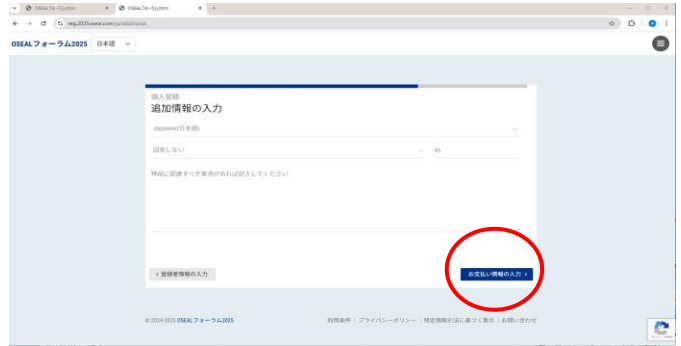 OSEALフォーラム2025 日本語
個人登録
追加情報の入力
Japanese(日本語)
回答しない
特段に配慮すべき事項があれば記入してください
‹ 登録者情報の入力
お支払い情報の入力 ›
© 2024-2025 OSEALフォーラム2025
利用条件 | プライバシーポリシー | 特定商取引法に基づく表示 | お問い合わせ